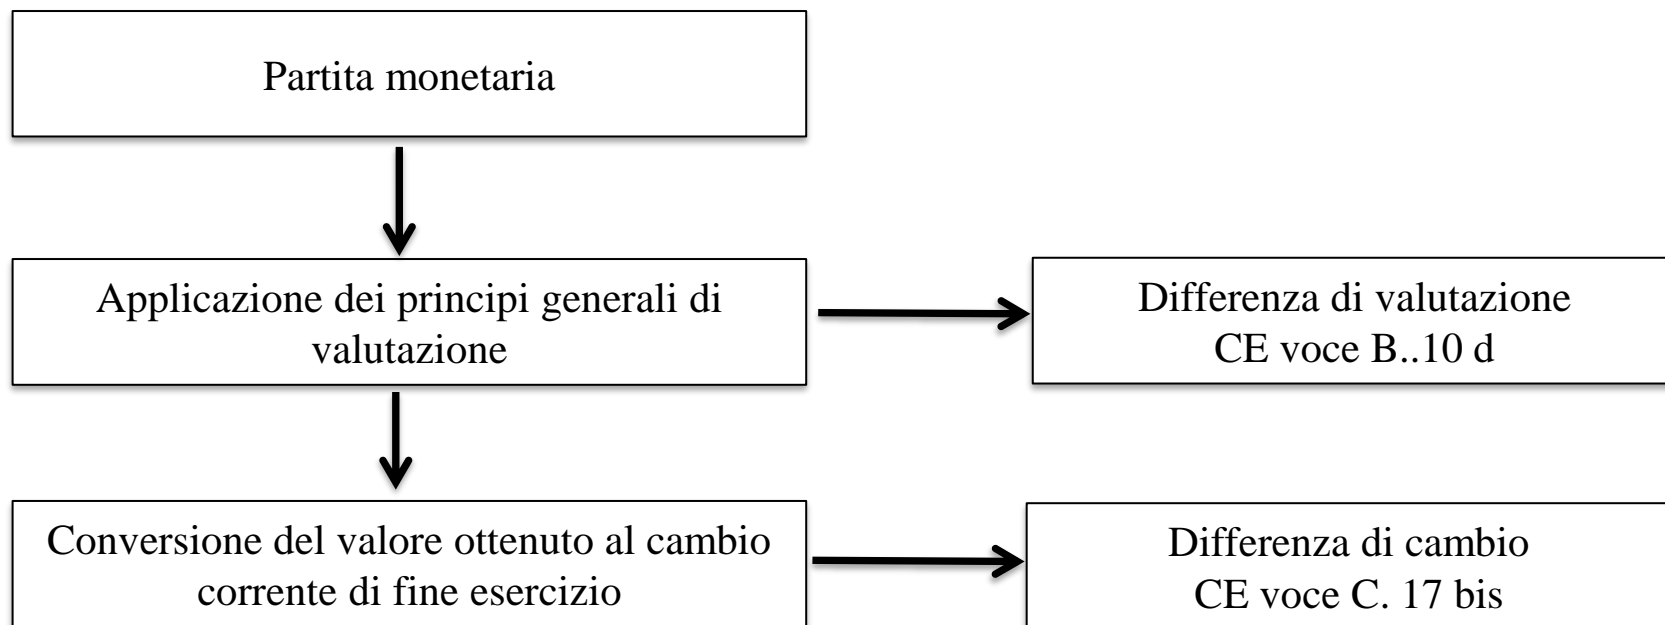 Partita monetaria
Applicazione dei principi generali di
valutazione
Differenza di valutazione
CE voce B..10 d
Conversione del valore ottenuto al cambio
corrente di fine esercizio
Differenza di cambio
CE voce C. 17 bis